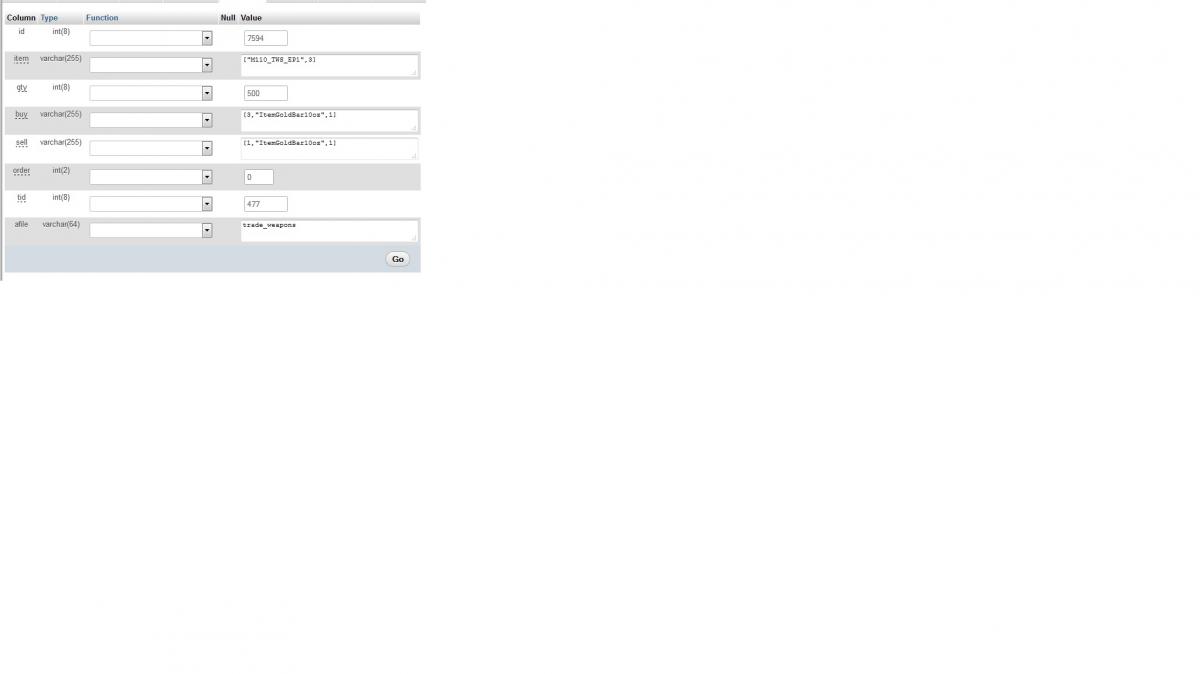 Column Type Function Null Value
id int(8) 7594
item varchar(255) ["M110_TWS_EP1",3]
qty int(8) 500
buy varchar(255) [3,"ItemGoldBar10oz",1]
sell varchar(255) [1,"ItemGoldBar10oz",1]
order int(2) 0
tid int(8) 477
afile varchar(64) trade_weapons
Go